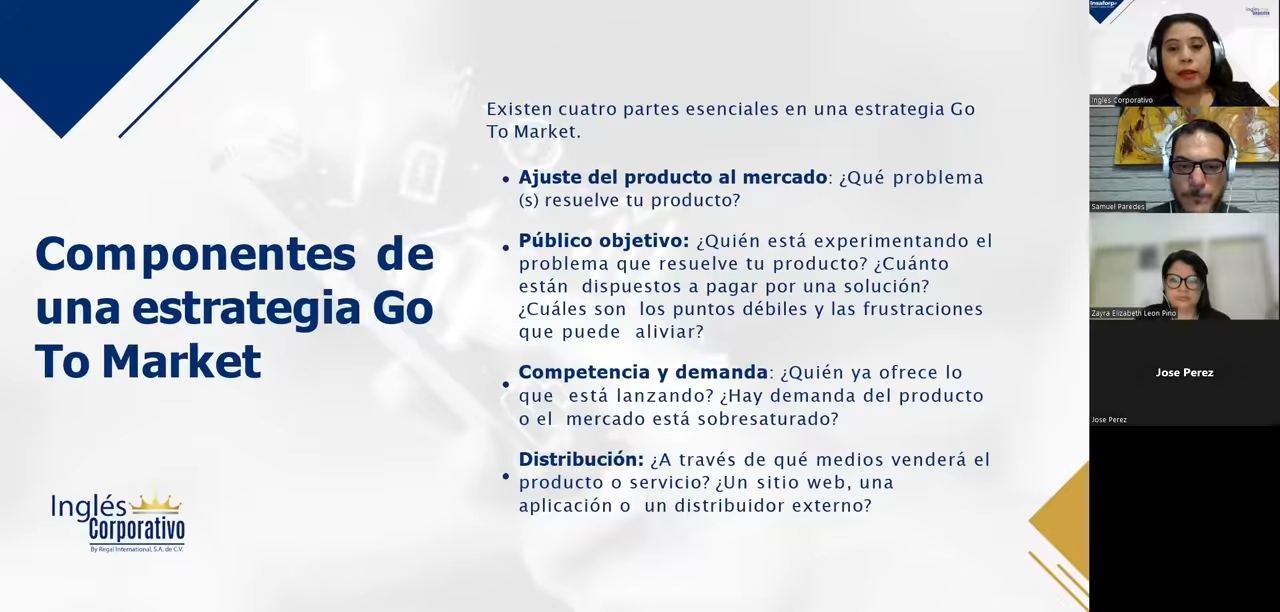 Componentes de
una estrategia Go
To Market
Existen cuatro partes esenciales en una estrategia Go
To Market.
• Ajuste del producto al mercado: ¿Qué problema
(s) resuelve tu producto?
• Público objetivo: ¿Quién está experimentando el
problema que resuelve tu producto? ¿Cuánto
están dispuestos a pagar por una solución?
¿Cuáles son los puntos débiles y las frustraciones
que puede aliviar?
• Competencia y demanda: ¿Quién ya ofrece lo
que está lanzando? ¿Hay demanda del producto
o el mercado está sobresaturado?
• Distribución: ¿A través de qué medios venderá el
producto o servicio? ¿Un sitio web, una
aplicación o un distribuidor externo?
Inglés
Corporativo
By Regal International, S.A. de C.V.
Insaforp
Inglés Corporativo
Samuel Paredes
Zayra Elizabeth Leon Pino
Jose Perez
Jose Perez